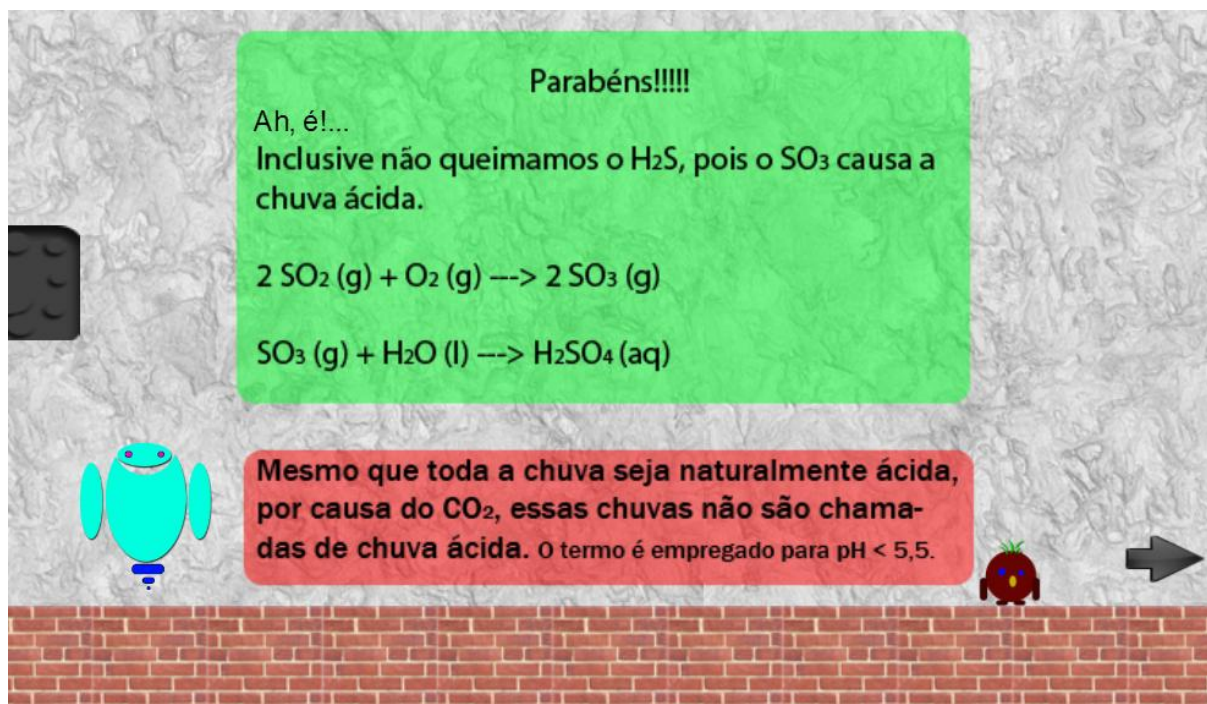 Parabéns!!!!!
Ah, é!...
Inclusive não queimamos o H2S, pois o SO3 causa a
chuva ácida.
2 SO2 (g) + O2 (g) ---> 2 SO3 (g)
SO3 (g) + H2O (l) ---> H2SO4 (aq)
Mesmo que toda a chuva seja naturalmente ácida,
por causa do CO2, essas chuvas não são chama-
das de chuva ácida. O termo é empregado para pH < 5,5.